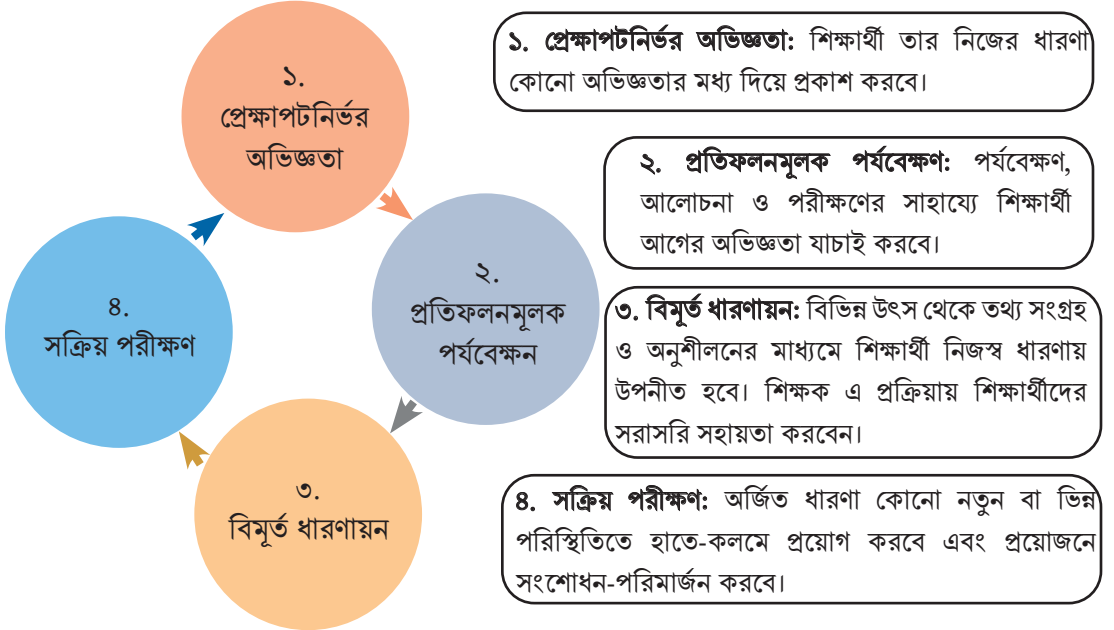 ১.
প্রেক্ষাপটনির্ভর
অভিজ্ঞতা
২.
প্রতিফলনমূলক
পর্যবেক্ষন
৩.
বিমূর্ত ধারণায়ন
৪.
সক্রিয় পরীক্ষণ
১. প্রেক্ষাপটনির্ভর অভিজ্ঞতা: শিক্ষার্থী তার নিজের ধারণা
কোনো অভিজ্ঞতার মধ্য দিয়ে প্রকাশ করবে।
২. প্রতিফলনমূলক পর্যবেক্ষণ: পর্যবেক্ষণ,
আলোচনা ও পরীক্ষণের সাহায্যে শিক্ষার্থী
আগের অভিজ্ঞতা যাচাই করবে।
৩. বিমূর্ত ধারণায়ন: বিভিন্ন উৎস থেকে তথ্য সংগ্রহ
ও অনুশীলনের মাধ্যমে শিক্ষার্থী নিজস্ব ধারণায়
উপনীত হবে। শিক্ষক এ প্রক্রিয়ায় শিক্ষার্থীদের
সরাসরি সহায়তা করবেন।
৪. সক্রিয় পরীক্ষণ: অর্জিত ধারণা কোনো নতুন বা ভিন্ন
পরিস্থিতিতে হাতে-কলমে প্রয়োগ করবে এবং প্রয়োজনে
সংশোধন-পরিমার্জন করবে।